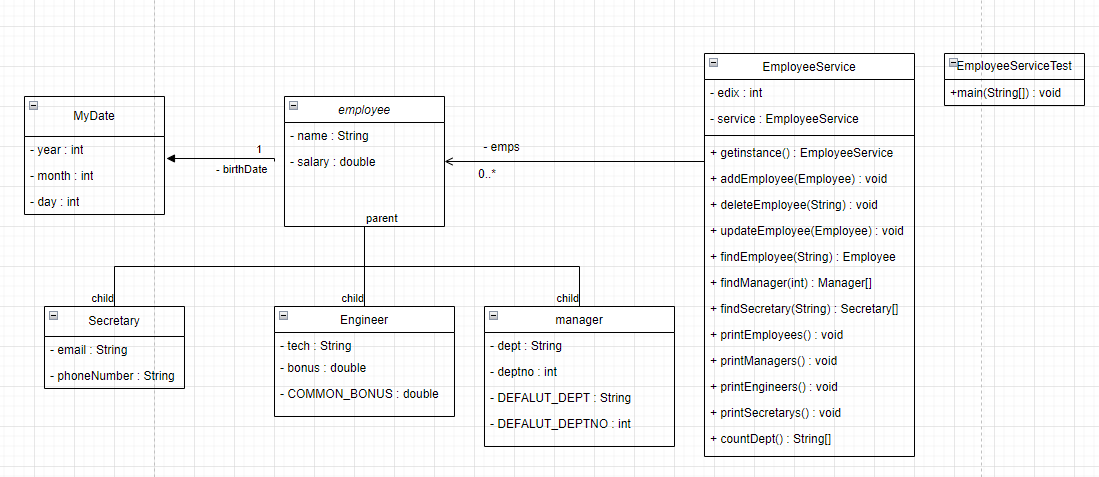 MyDate
- year : int
- month : int
- day : int
1
- birthDate
employee
- name : String
- salary : double
parent
- emps
0..*
EmployeeService
- edix : int
- service : EmployeeService
+ getinstance() : EmployeeService
+ addEmployee(Employee) : void
+ deleteEmployee(String) : void
+ updateEmployee(Employee) : void
+ findEmployee(String) : Employee
+ findManager(int) : Manager[]
+ findSecretary(String) : Secretary[]
+ printEmployees() : void
+ printManagers() : void
+ printEngineers() : void
+ printSecretarys() : void
+ countDept() : String[]
EmployeeServiceTest
+main(String[]) : void
child
Secretary
- email : String
- phoneNumber : String
child
Engineer
- tech : String
- bonus : double
- COMMON_BONUS : double
child
manager
- dept : String
- deptno : int
- DEFALUT_DEPT : String
- DEFALUT_DEPTNO : int